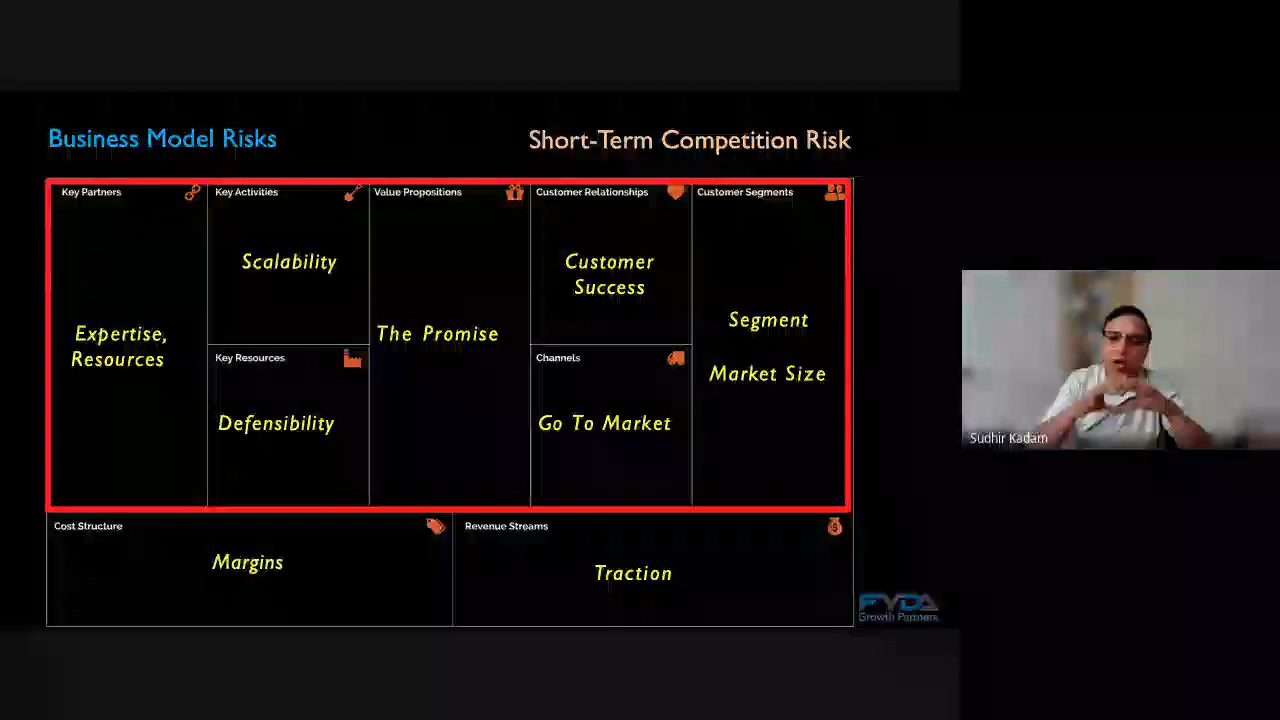 Business Model Risks
Short-Term Competition Risk
Key Partners
Key Activities
Value Propositions
Customer Relationships
Customer Segments
Expertise,
Resources
Scalability
Key Resources
Defensibility
The Promise
Customer
Success
Channels
Go To Market
Segment
Market Size
Cost Structure
Margins
Revenue Streams
Traction
FYDA
Growth Partners
Sudhir Kadam